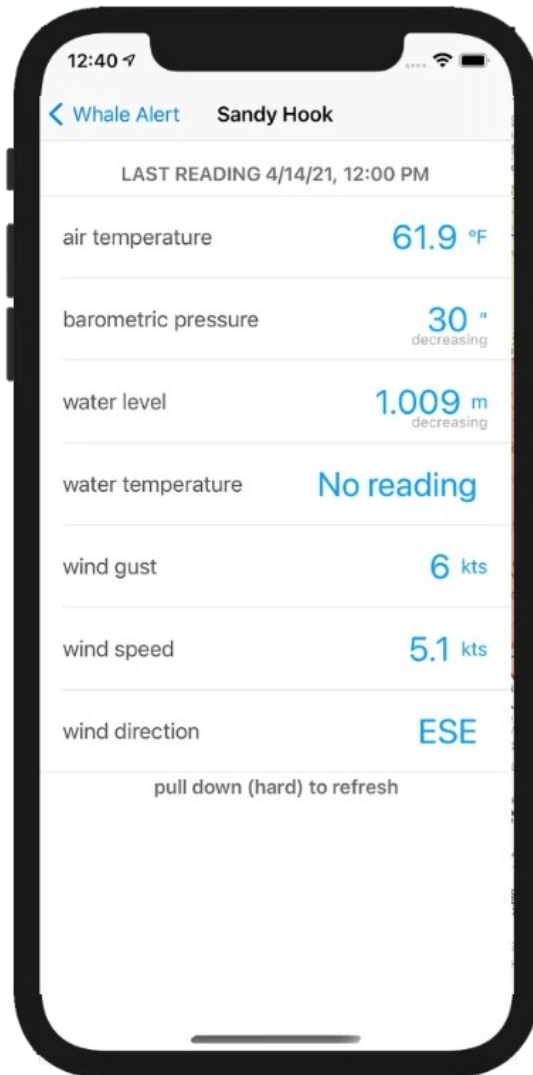 12:40
Whale Alert Sandy Hook
LAST READING 4/14/21, 12:00 PM
air temperature 61.9 °F
barometric pressure 30 "
decreasing
water level 1.009 m
decreasing
water temperature No reading
wind gust 6 kts
wind speed 5.1 kts
wind direction ESE
pull down (hard) to refresh